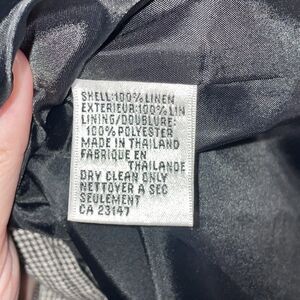 SHELL:100%LINEN
EXTERIEUR:100% LIN
LINING/DOUBLURE:
100% POLYESTER
MADE IN THAILAND
FABRIQUE EN
THAILANDE
DRY CLEAN ONLY
NETTOYER A SEC
SEULEMENT
CA 23147